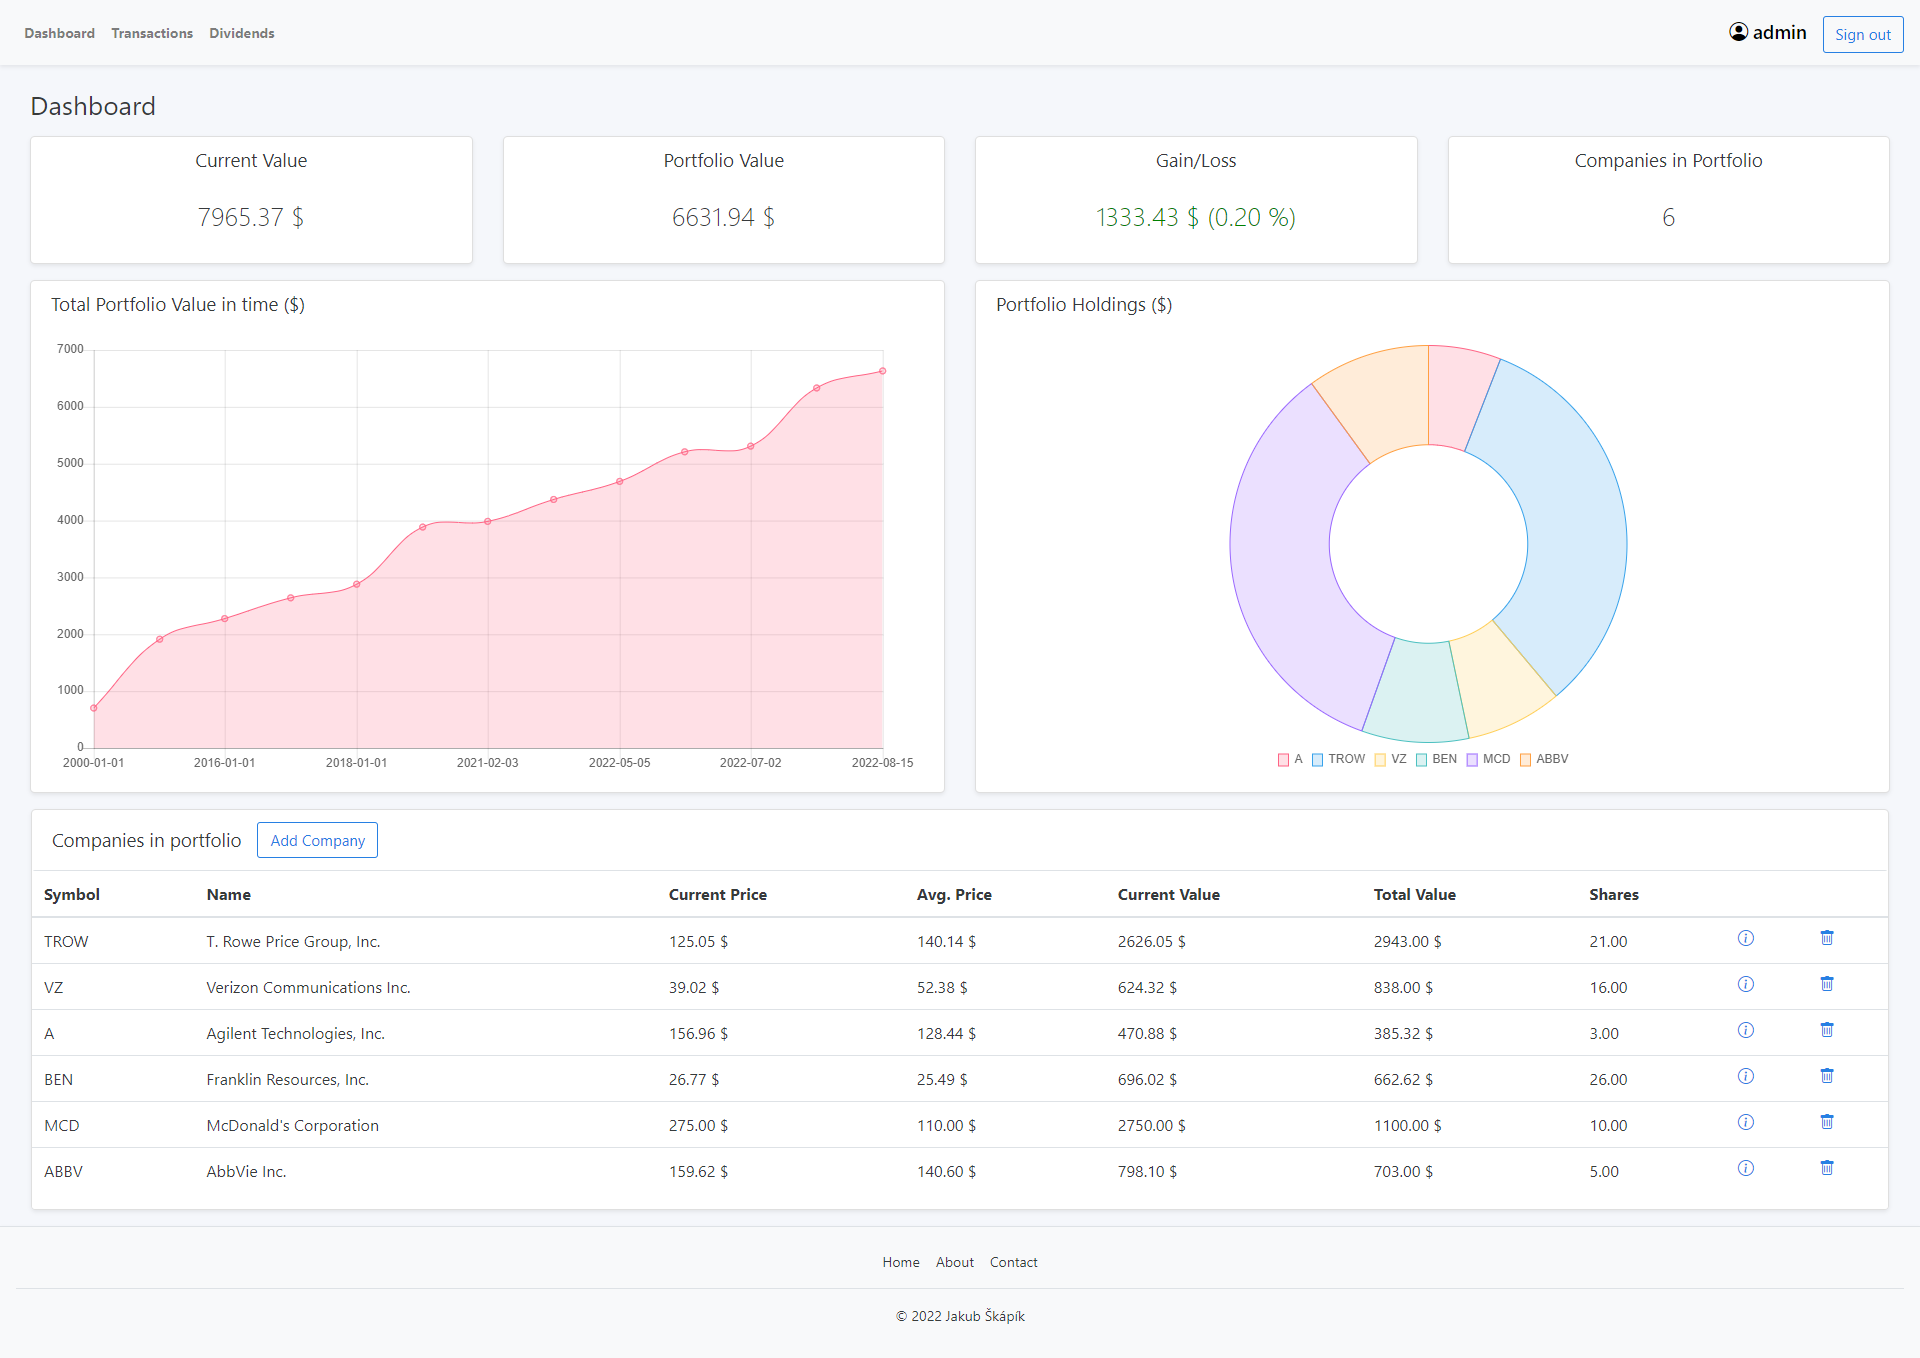 Dashboard Transactions Dividends admin Sign out
Dashboard
Current Value Portfolio Value Gain/Loss Companies in Portfolio
7965.37 $ 6631.94 $ 1333.43 $ (0.20 %) 6
Total Portfolio Value in time ($)
7000
6000
5000
4000
3000
2000
1000
0
2000-01-01 2016-01-01 2018-01-01 2021-02-03 2022-05-05 2022-07-02 2022-08-15
Portfolio Holdings ($)
A TROW VZ BEN MCD ABBV
Companies in portfolio Add Company
Symbol Name Current Price Avg. Price Current Value Total Value Shares
TROW T. Rowe Price Group, Inc. 125.05 $ 140.14 $ 2626.05 $ 2943.00 $ 21.00
VZ Verizon Communications Inc. 39.02 $ 52.38 $ 624.32 $ 838.00 $ 16.00
A Agilent Technologies, Inc. 156.96 $ 128.44 $ 470.88 $ 385.32 $ 3.00
BEN Franklin Resources, Inc. 26.77 $ 25.49 $ 696.02 $ 662.62 $ 26.00
MCD McDonald's Corporation 275.00 $ 110.00 $ 2750.00 $ 1100.00 $ 10.00
ABBV AbbVie Inc. 159.62 $ 140.60 $ 798.10 $ 703.00 $ 5.00
Home About Contact
© 2022 Jakub Škápík